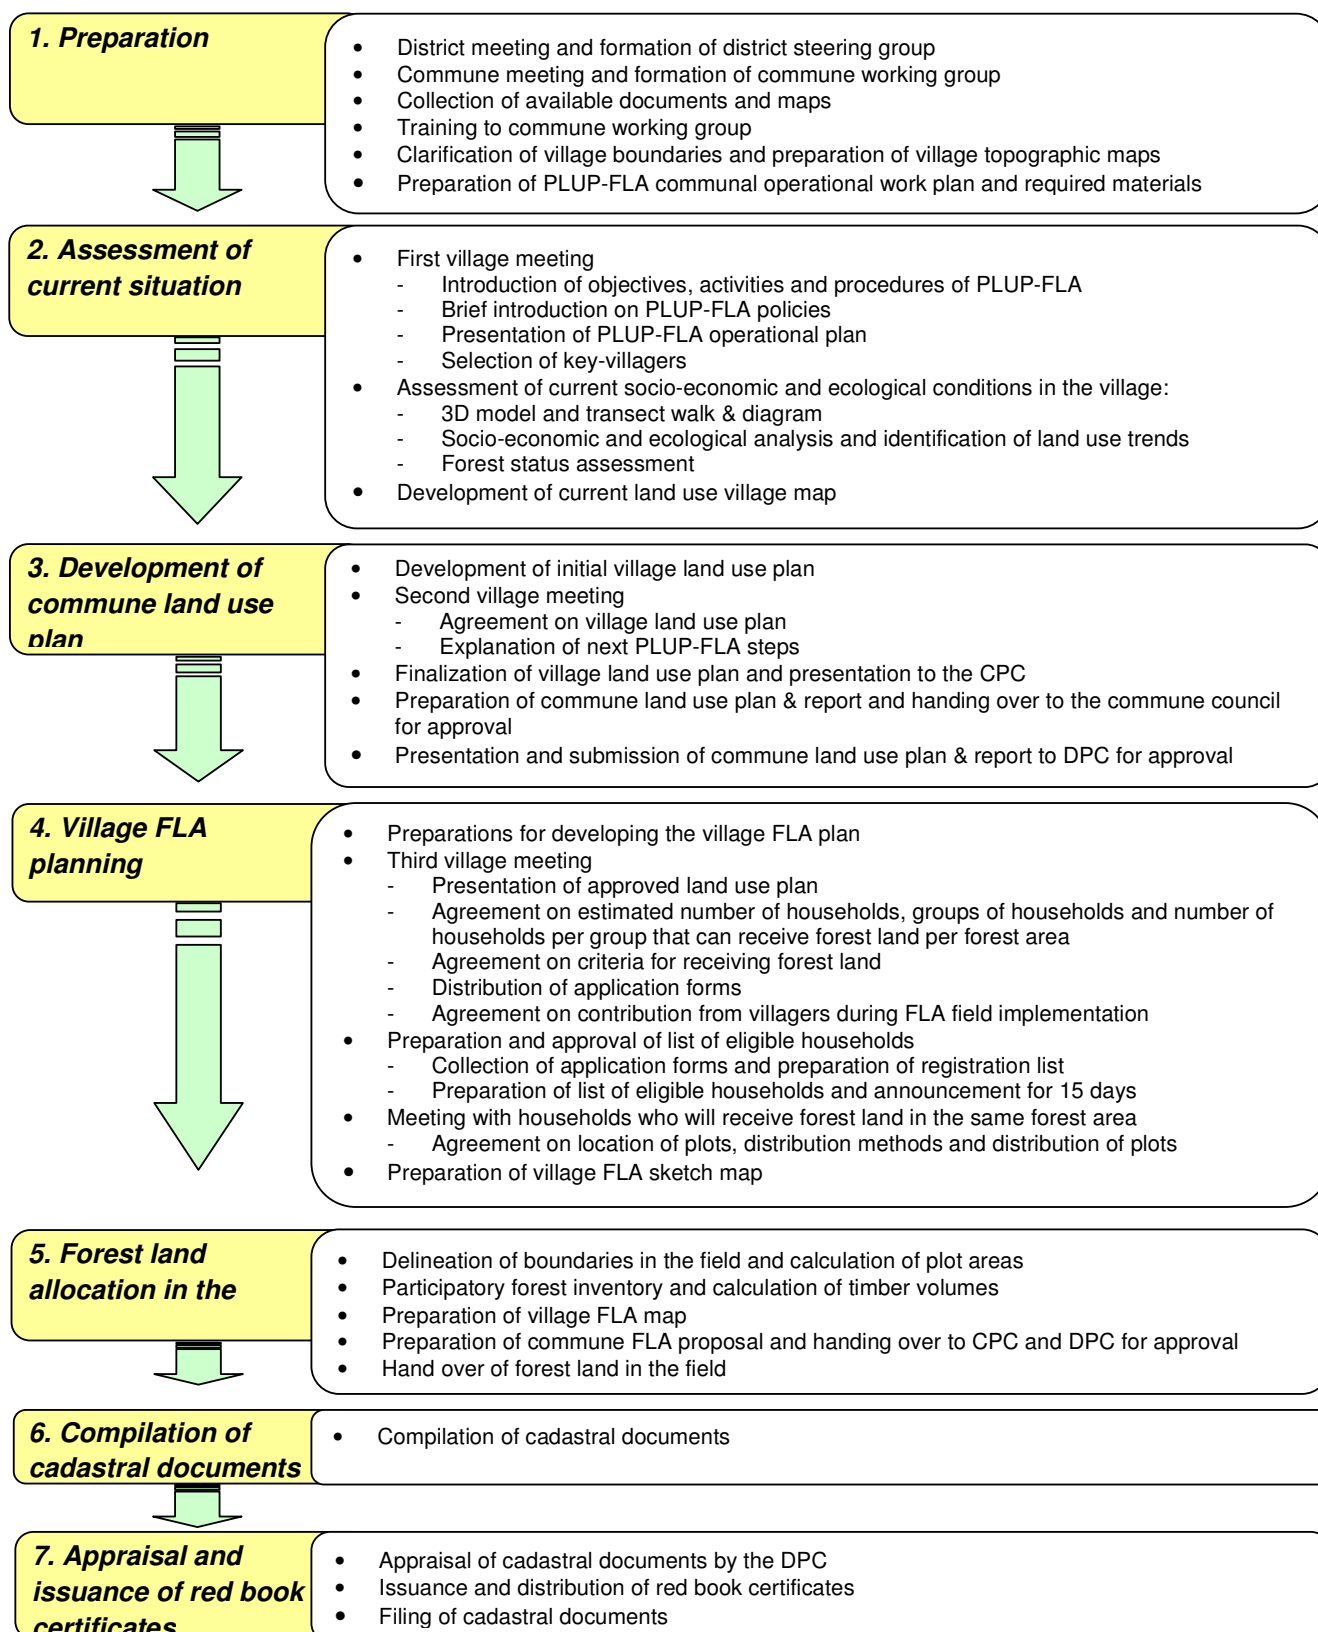 1. Preparation
• District meeting and formation of district steering group
• Commune meeting and formation of commune working group
• Collection of available documents and maps
• Training to commune working group
• Clarification of village boundaries and preparation of village topographic maps
• Preparation of PLUP-FLA communal operational work plan and required materials
2. Assessment of
current situation
• First village meeting
- Introduction of objectives, activities and procedures of PLUP-FLA
- Brief introduction on PLUP-FLA policies
- Presentation of PLUP-FLA operational plan
- Selection of key-villagers
• Assessment of current socio-economic and ecological conditions in the village:
- 3D model and transect walk & diagram
- Socio-economic and ecological analysis and identification of land use trends
- Forest status assessment
• Development of current land use village map
3. Development of
commune land use
plan
• Development of initial village land use plan
• Second village meeting
- Agreement on village land use plan
- Explanation of next PLUP-FLA steps
• Finalization of village land use plan and presentation to the CPC
• Preparation of commune land use plan & report and handing over to the commune council
for approval
• Presentation and submission of commune land use plan & report to DPC for approval
4. Village FLA
planning
• Preparations for developing the village FLA plan
• Third village meeting
- Presentation of approved land use plan
- Agreement on estimated number of households, groups of households and number of
households per group that can receive forest land per forest area
- Agreement on criteria for receiving forest land
- Distribution of application forms
- Agreement on contribution from villagers during FLA field implementation
• Preparation and approval of list of eligible households
- Collection of application forms and preparation of registration list
- Preparation of list of eligible households and announcement for 15 days
• Meeting with households who will receive forest land in the same forest area
- Agreement on location of plots, distribution methods and distribution of plots
• Preparation of village FLA sketch map
5. Forest land
allocation in the
• Delineation of boundaries in the field and calculation of plot areas
• Participatory forest inventory and calculation of timber volumes
• Preparation of village FLA map
• Preparation of commune FLA proposal and handing over to CPC and DPC for approval
• Hand over of forest land in the field
6. Compilation of
cadastral documents
• Compilation of cadastral documents
7. Appraisal and
issuance of red book
certificates
• Appraisal of cadastral documents by the DPC
• Issuance and distribution of red book certificates
• Filing of cadastral documents